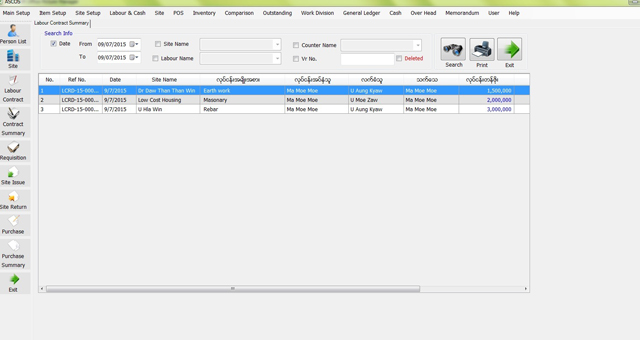 ASCOS
Main Setup Item Setup Site Setup Labour & Cash Site POS Inventory Comparison Outstanding Work Division General Ledger Cash Over Head Memorandum User Help
Person List
Site
Labour
Contract
Contract
Summary
Requisition
Site Issue
Site Return
Purchase
Purchase
Summary
Exit
Labour Contract Summary
Search Info
Date From 09/07/2015 Site Name Counter Name
To 09/07/2015 Labour Name Vr No. Deleted
Search Print Exit
No. Ref No. Date Site Name လုပ်ငန်းအမျိုးအစား လုပ်ငန်းအပ်နှံသူ လက်ခံသူ သက်သေ လုပ်ငန်းတန်ဖိုး
1 LCRD-15-000... 9/7/2015 Dr Daw Than Than Win Earth work Ma Moe Moe U Aung Kyaw Ma Moe Moe 1,500,000
2 LCRD-15-000... 9/7/2015 Low Cost Housing Masonary Ma Moe Moe U Moe Zaw Ma Moe Moe 2,000,000
3 LCRD-15-000... 9/7/2015 U Hla Win Rebar Ma Moe Moe U Aung Kyaw Ma Moe Moe 3,000,000